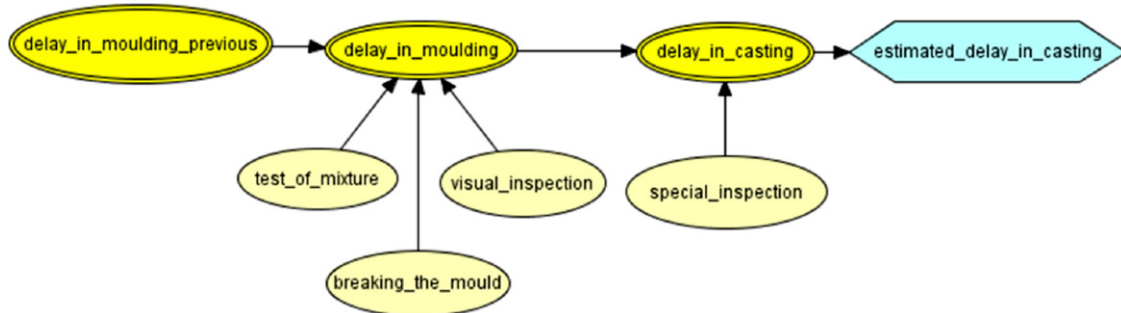 delay_in_moulding_previous
delay_in_moulding
delay_in_casting
estimated_delay_in_casting
test_of_mixture
visual_inspection
special_inspection
breaking_the_mould